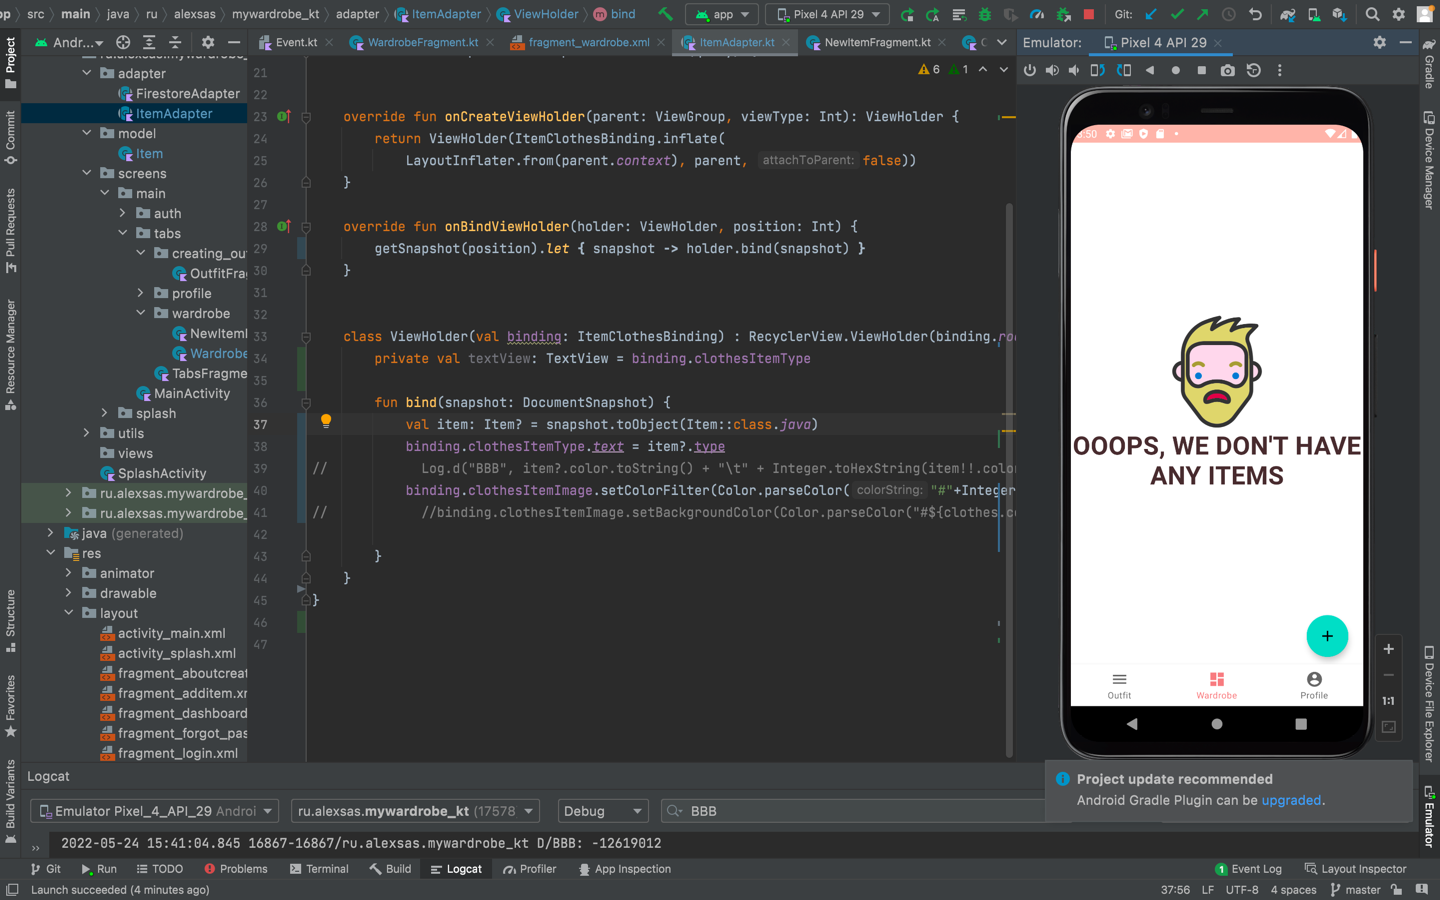 src
main
java
ru
alexsas
mywardrobe_kt
adapter
ItemAdapter
ViewHolder
bind
app
Pixel 4 API 29
Git:
Andr...
Event.kt
WardrobeFragment.kt
fragment_wardrobe.xml
ItemAdapter.kt
NewItemFragment.kt
Emulator:
Pixel 4 API 29
Project
Commit
Pull Requests
Resource Manager
Structure
Favorites
Build Variants
ru.alexsas.mywardrobe_
adapter
FirestoreAdapter
ItemAdapter
model
Item
screens
main
auth
tabs
creating_ou
OutfitFra
profile
wardrobe
NewItem
Wardrobe
TabsFragme
MainActivity
splash
utils
views
SplashActivity
ru.alexsas.mywardrobe_
ru.alexsas.mywardrobe_
java (generated)
res
animator
drawable
layout
activity_main.xml
activity_splash.xml
fragment_aboutcreat
fragment_additem.xm
fragment_dashboard
fragment_forgot_pas
fragment_login.xml
6 1
21
22
23 override fun onCreateViewHolder(parent: ViewGroup, viewType: Int): ViewHolder {
24 return ViewHolder(ItemClothesBinding.inflate(
25 LayoutInflater.from(parent.context), parent, attachToParent: false))
26 }
27
28 override fun onBindViewHolder(holder: ViewHolder, position: Int) {
29 getSnapshot(position).let { snapshot -> holder.bind(snapshot) }
30 }
31
32
33 class ViewHolder(val binding: ItemClothesBinding) : RecyclerView.ViewHolder(binding.ro
34 private val textView: TextView = binding.clothesItemType
35
36 fun bind(snapshot: DocumentSnapshot) {
37 val item: Item? = snapshot.toObject(Item::class.java)
38 binding.clothesItemType.text = item?.type
39 // Log.d("BBB", item?.color.toString() + "\t" + Integer.toHexString(item!!.color
40 binding.clothesItemImage.setColorFilter(Color.parseColor( colorString: "#"+Integer
41 // //binding.clothesItemImage.setBackgroundColor(Color.parseColor("#${clothes.co
42
43 }
44 }
45 }
46
47
:50
OOOPS, WE DON'T HAVE
ANY ITEMS
+
Outfit
Wardrobe
Profile
1:1
Gradle
Device Manager
Device File Explorer
Emulator
Project update recommended
Android Gradle Plugin can be upgraded.
Logcat
Emulator Pixel_4_API_29 Androi
ru.alexsas.mywardrobe_kt (17578
Debug
BBB
2022-05-24 15:41:04.845 16867-16867/ru.alexsas.mywardrobe_kt D/BBB: -12619012
Git
Run
TODO
Problems
Terminal
Build
Logcat
Profiler
App Inspection
1 Event Log
Layout Inspector
Launch succeeded (4 minutes ago)
37:56
LF
UTF-8
4 spaces
master